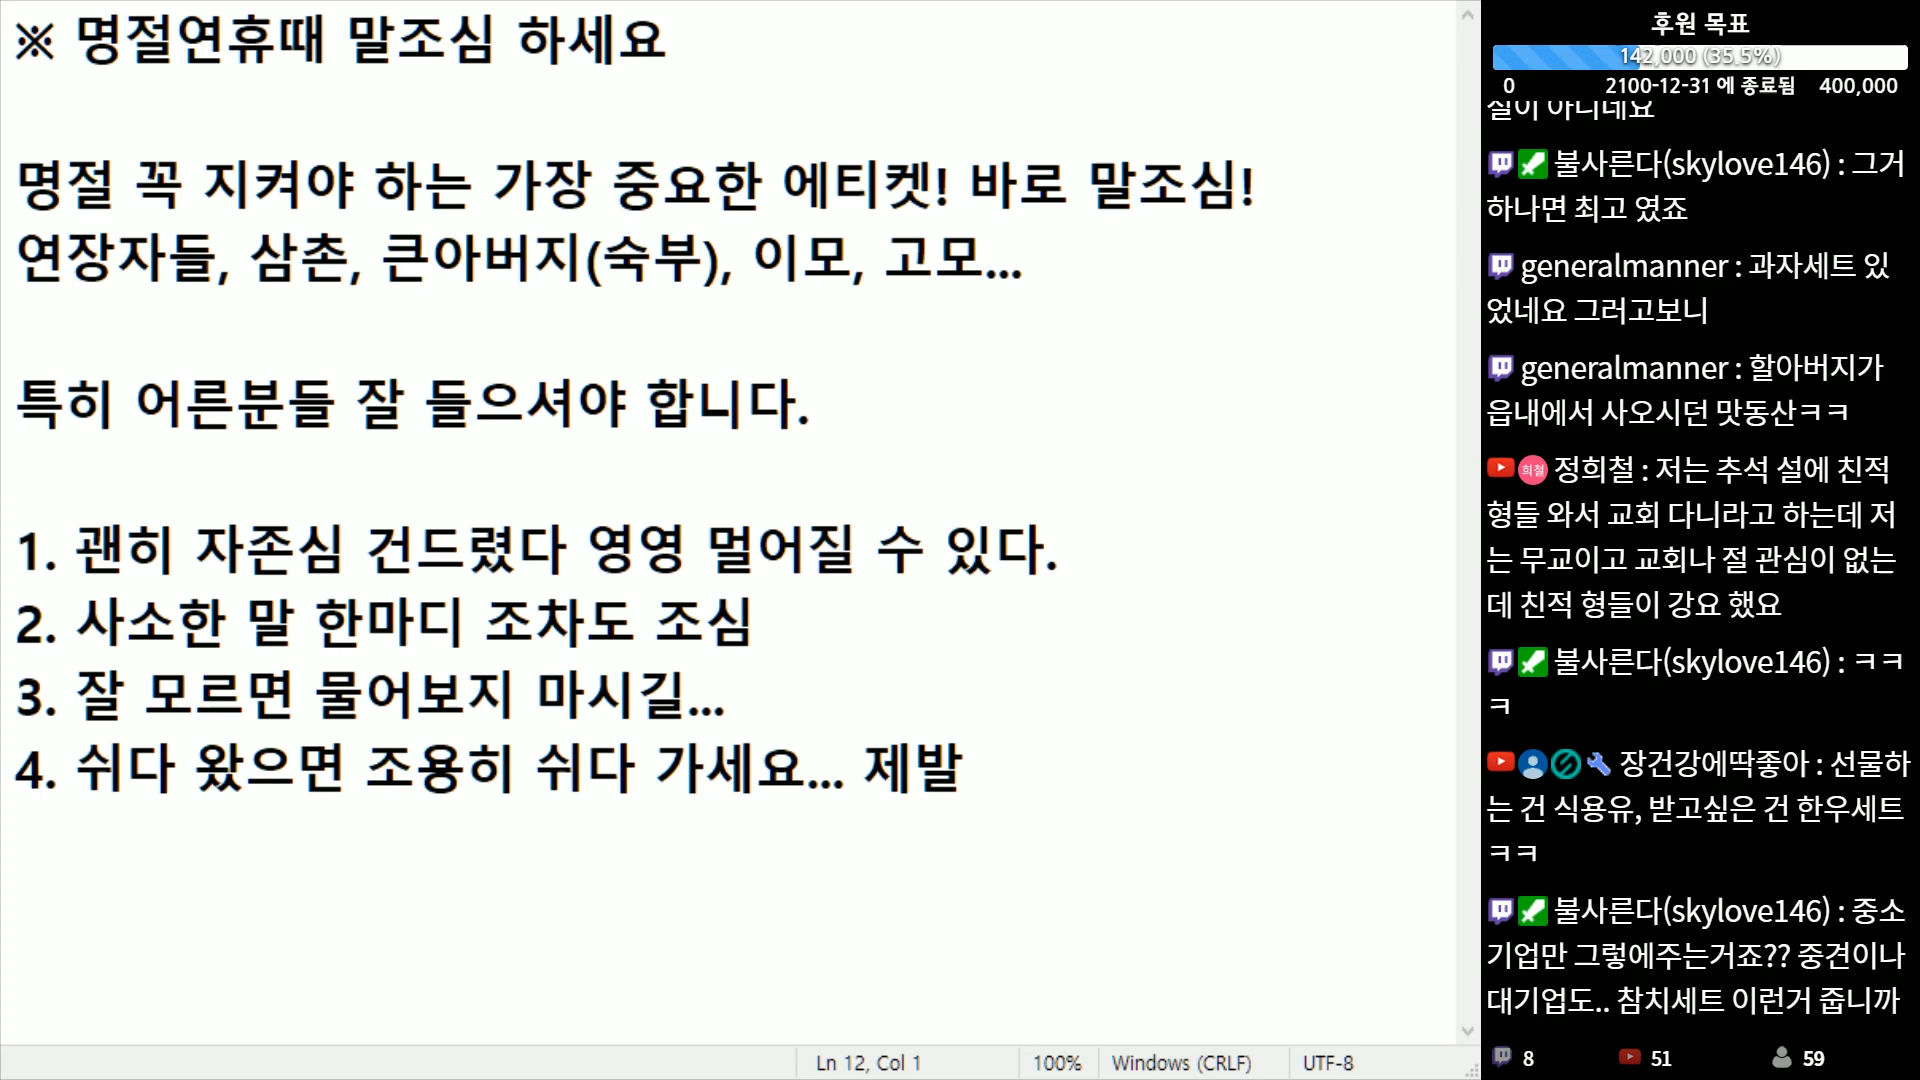 ※ 명절연휴때 말조심 하세요
명절 꼭 지켜야 하는 가장 중요한 에티켓! 바로 말조심!
연장자들, 삼촌, 큰아버지(숙부), 이모, 고모...
특히 어른분들 잘 들으셔야 합니다.
1. 괜히 자존심 건드렸다 영영 멀어질 수 있다.
2. 사소한 말 한마디 조차도 조심
3. 잘 모르면 물어보지 마시길...
4. 쉬다 왔으면 조용히 쉬다 가세요... 제발
Ln 12, Col 1
100%
Windows (CRLF)
UTF-8
후원 목표
142,000 (35.5%)
0
2100-12-31 에 종료됨
400,000
아니네요
불사른다(skylove146) : 그거
하나면 최고 였죠
generalmanner : 과자세트 있
었네요 그러고보니
generalmanner : 할아버지가
읍내에서 사오시던 맛동산ㅋㅋ
희철 정희철 : 저는 추석 설에 친적
형들 와서 교회 다니라고 하는데 저
는 무교이고 교회나 절 관심이 없는
데 친적 형들이 강요 했요
불사른다(skylove146) : ㅋㅋ
ㅋ
장건강에딱좋아 : 선물하
는 건 식용유, 받고싶은 건 한우세트
ㅋㅋ
불사른다(skylove146) : 중소
기업만 그렇에주는거죠?? 중견이나
대기업도.. 참치세트 이런거 줍니까
8
51
59